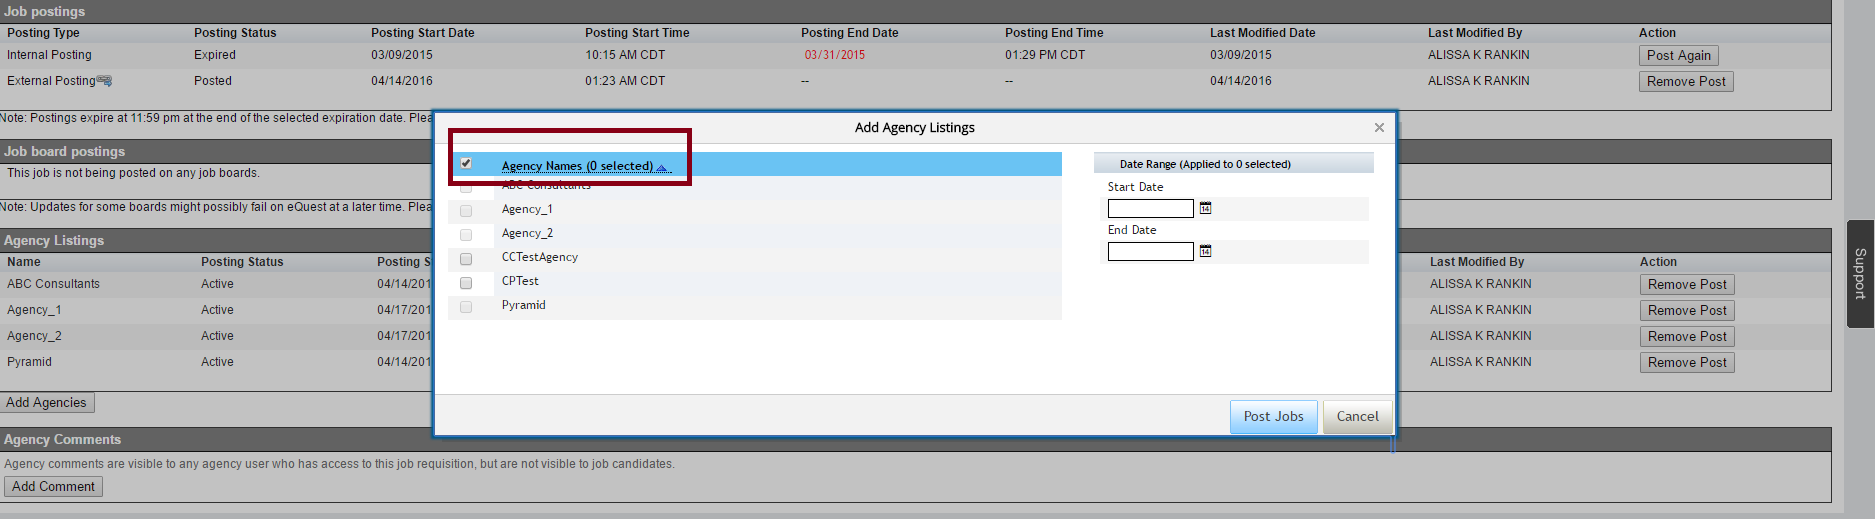 Job postings
Posting Type Posting Status Posting Start Date Posting Start Time Posting End Date Posting End Time Last Modified Date Last Modified By Action
Internal Posting Expired 03/09/2015 10:15 AM CDT 03/31/2015 01:29 PM CDT 03/09/2015 ALISSA K RANKIN Post Again
External Posting Posted 04/14/2016 01:23 AM CDT -- -- 04/14/2016 ALISSA K RANKIN Remove Post
Note: Postings expire at 11:59 pm at the end of the selected expiration date. Plea
Job board postings
This job is not being posted on any job boards.
Note: Updates for some boards might possibly fail on eQuest at a later time. Plea
Agency Listings
Name Posting Status Posting S Last Modified By Action
ABC Consultants Active 04/14/201 ALISSA K RANKIN Remove Post
Agency_1 Active 04/17/201 ALISSA K RANKIN Remove Post
Agency_2 Active 04/17/201 ALISSA K RANKIN Remove Post
Pyramid Active 04/14/201 ALISSA K RANKIN Remove Post
Add Agencies
Agency Comments
Agency comments are visible to any agency user who has access to this job requisition, but are not visible to job candidates.
Add Comment
Add Agency Listings ×
Agency Names (0 selected)
ABC Consultants
Agency_1
Agency_2
CCTestAgency
CPTest
Pyramid
Date Range (Applied to 0 selected)
Start Date
14
End Date
14
Post Jobs Cancel
Support